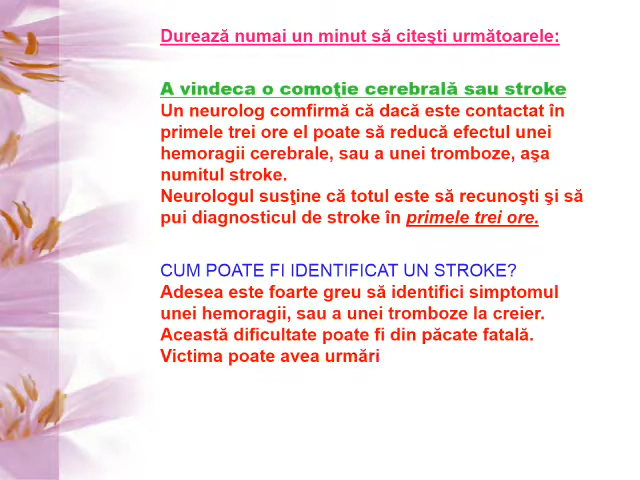 Durează numai un minut să citeşti următoarele:
A vindeca o comoţie cerebrală sau stroke
Un neurolog comfirmă că dacă este contactat în
primele trei ore el poate să reducă efectul unei
hemoragii cerebrale, sau a unei tromboze, aşa
numitul stroke.
Neurologul susţine că totul este să recunoşti şi să
pui diagnosticul de stroke în primele trei ore.
CUM POATE FI IDENTIFICAT UN STROKE?
Adesea este foarte greu să identifici simptomul
unei hemoragii, sau a unei tromboze la creier.
Această dificultate poate fi din păcate fatală.
Victima poate avea urmări